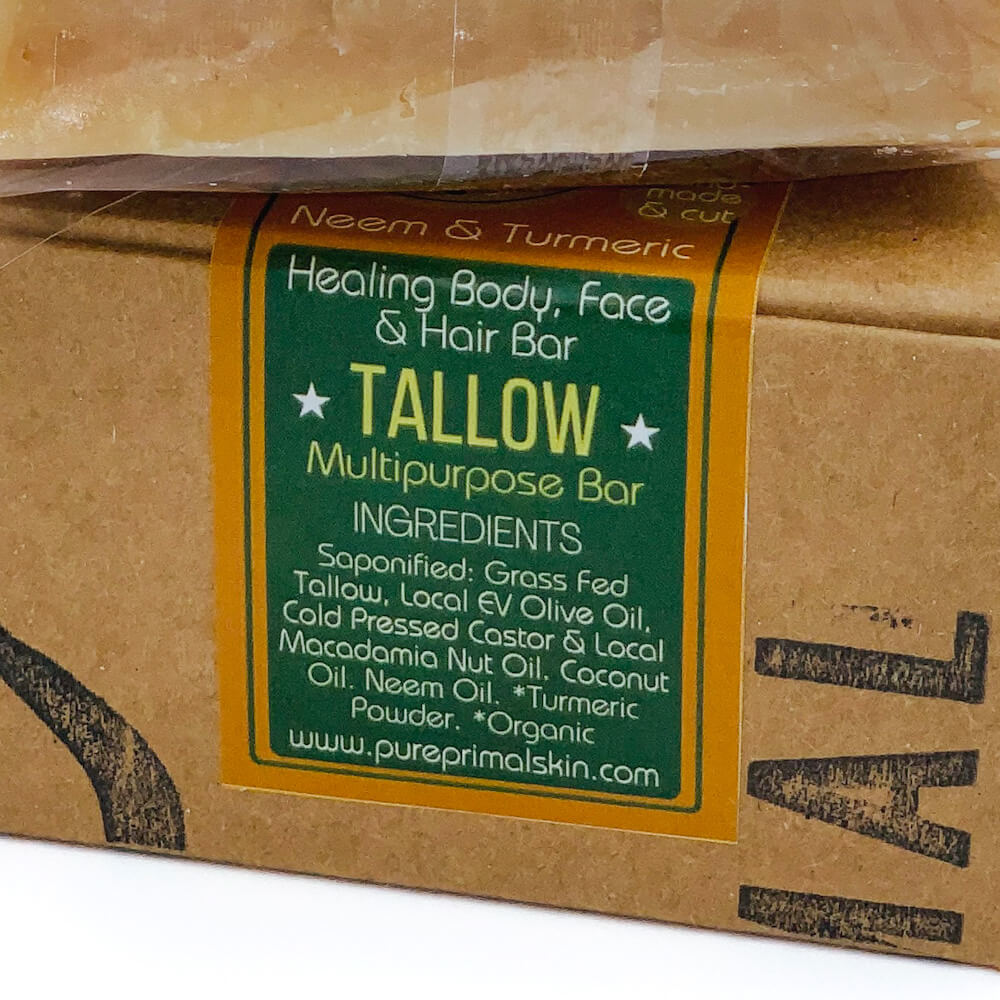 made
& cut
Neem & Turmeric
Healing Body, Face
& Hair Bar
TALLOW
Multipurpose Bar
INGREDIENTS
Saponified: Grass Fed
Tallow, Local EV Olive Oil,
Cold Pressed Castor & Local
Macadamia Nut Oil, Coconut
Oil, Neem Oil, *Turmeric
Powder. *Organic
www.pureprimalskin.com
IAL